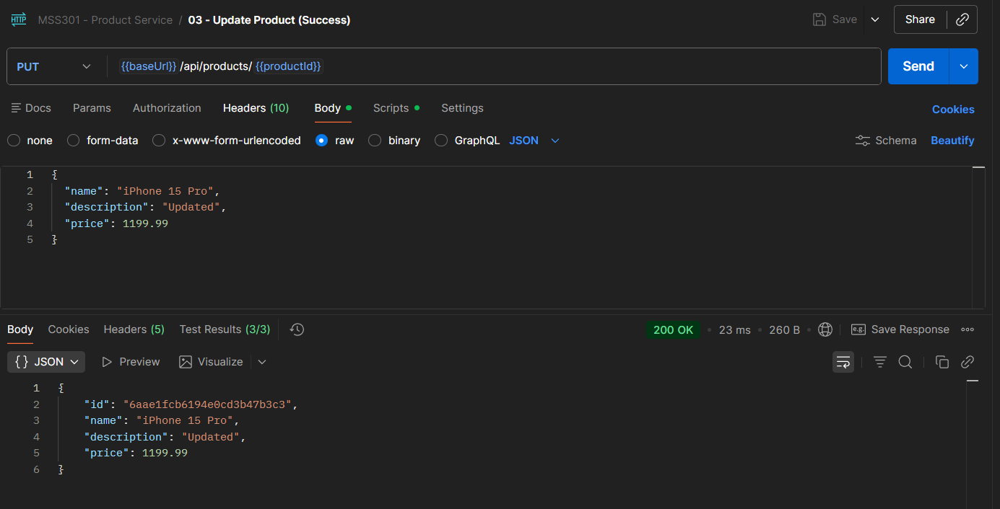 HTTP MSS301 - Product Service / 03 - Update Product (Success) Save Share
PUT {{baseUrl}} /api/products/ {{productId}} Send
Docs Params Authorization Headers (10) Body Scripts Settings Cookies
none form-data x-www-form-urlencoded raw binary GraphQL JSON Schema Beautify
1 {
2 "name": "iPhone 15 Pro",
3 "description": "Updated",
4 "price": 1199.99
5 }
Body Cookies Headers (5) Test Results (3/3) 200 OK • 23 ms • 260 B • e.g. Save Response
{} JSON Preview Visualize
1 {
2 "id": "6aae1fcb6194e0cd3b47b3c3",
3 "name": "iPhone 15 Pro",
4 "description": "Updated",
5 "price": 1199.99
6 }